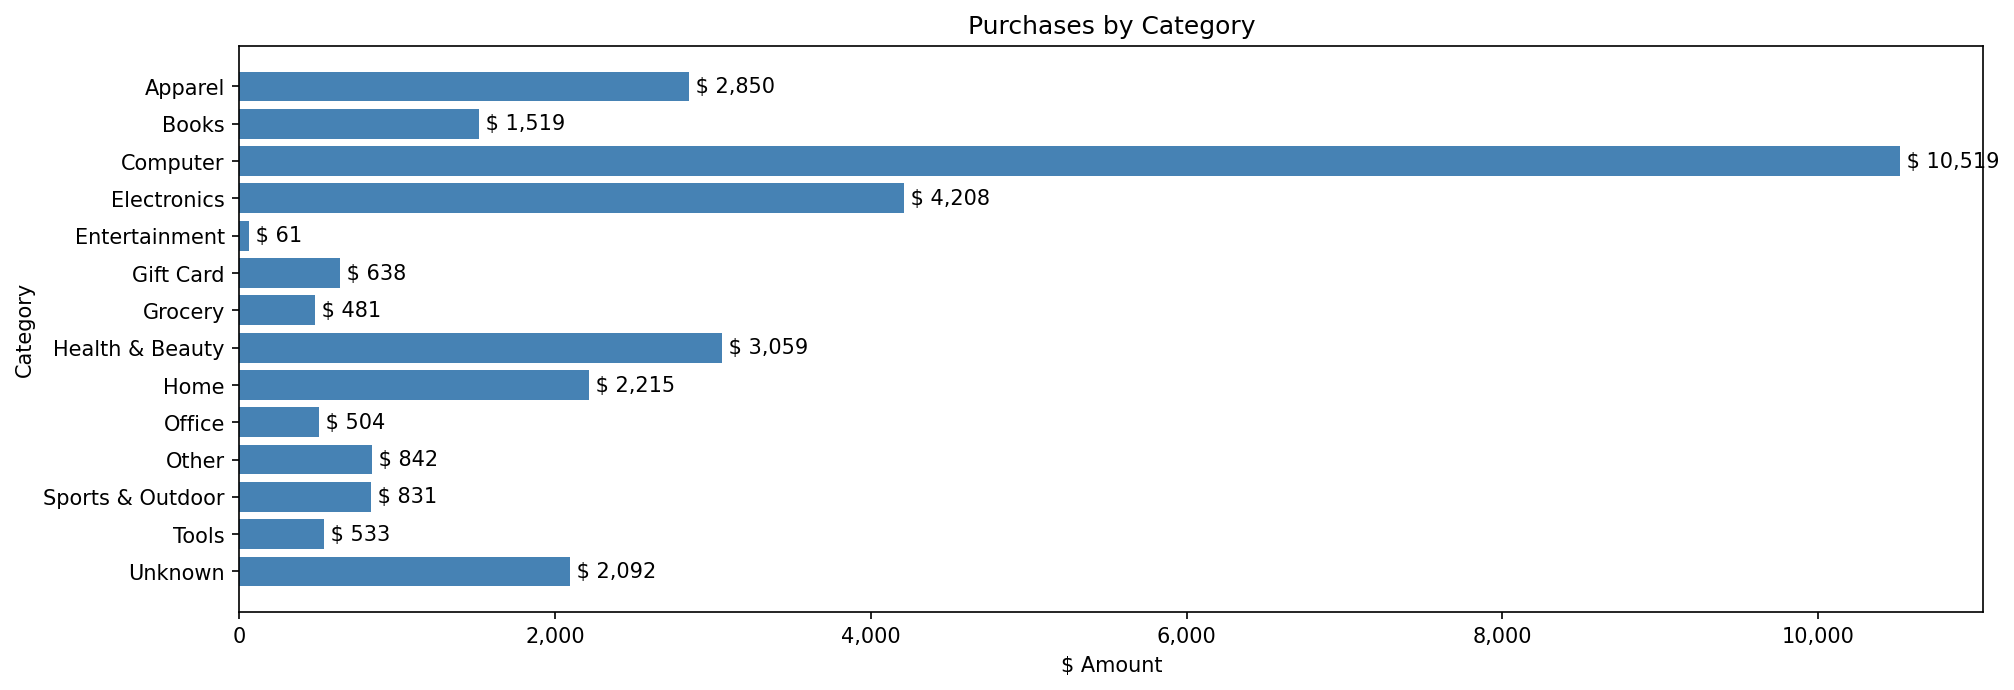 Purchases by Category
Apparel $ 2,850
Books $ 1,519
Computer $ 10,519
Electronics $ 4,208
Entertainment $ 61
Gift Card $ 638
Grocery $ 481
Health & Beauty $ 3,059
Home $ 2,215
Office $ 504
Other $ 842
Sports & Outdoor $ 831
Tools $ 533
Unknown $ 2,092
Category
0 2,000 4,000 6,000 8,000 10,000
$ Amount